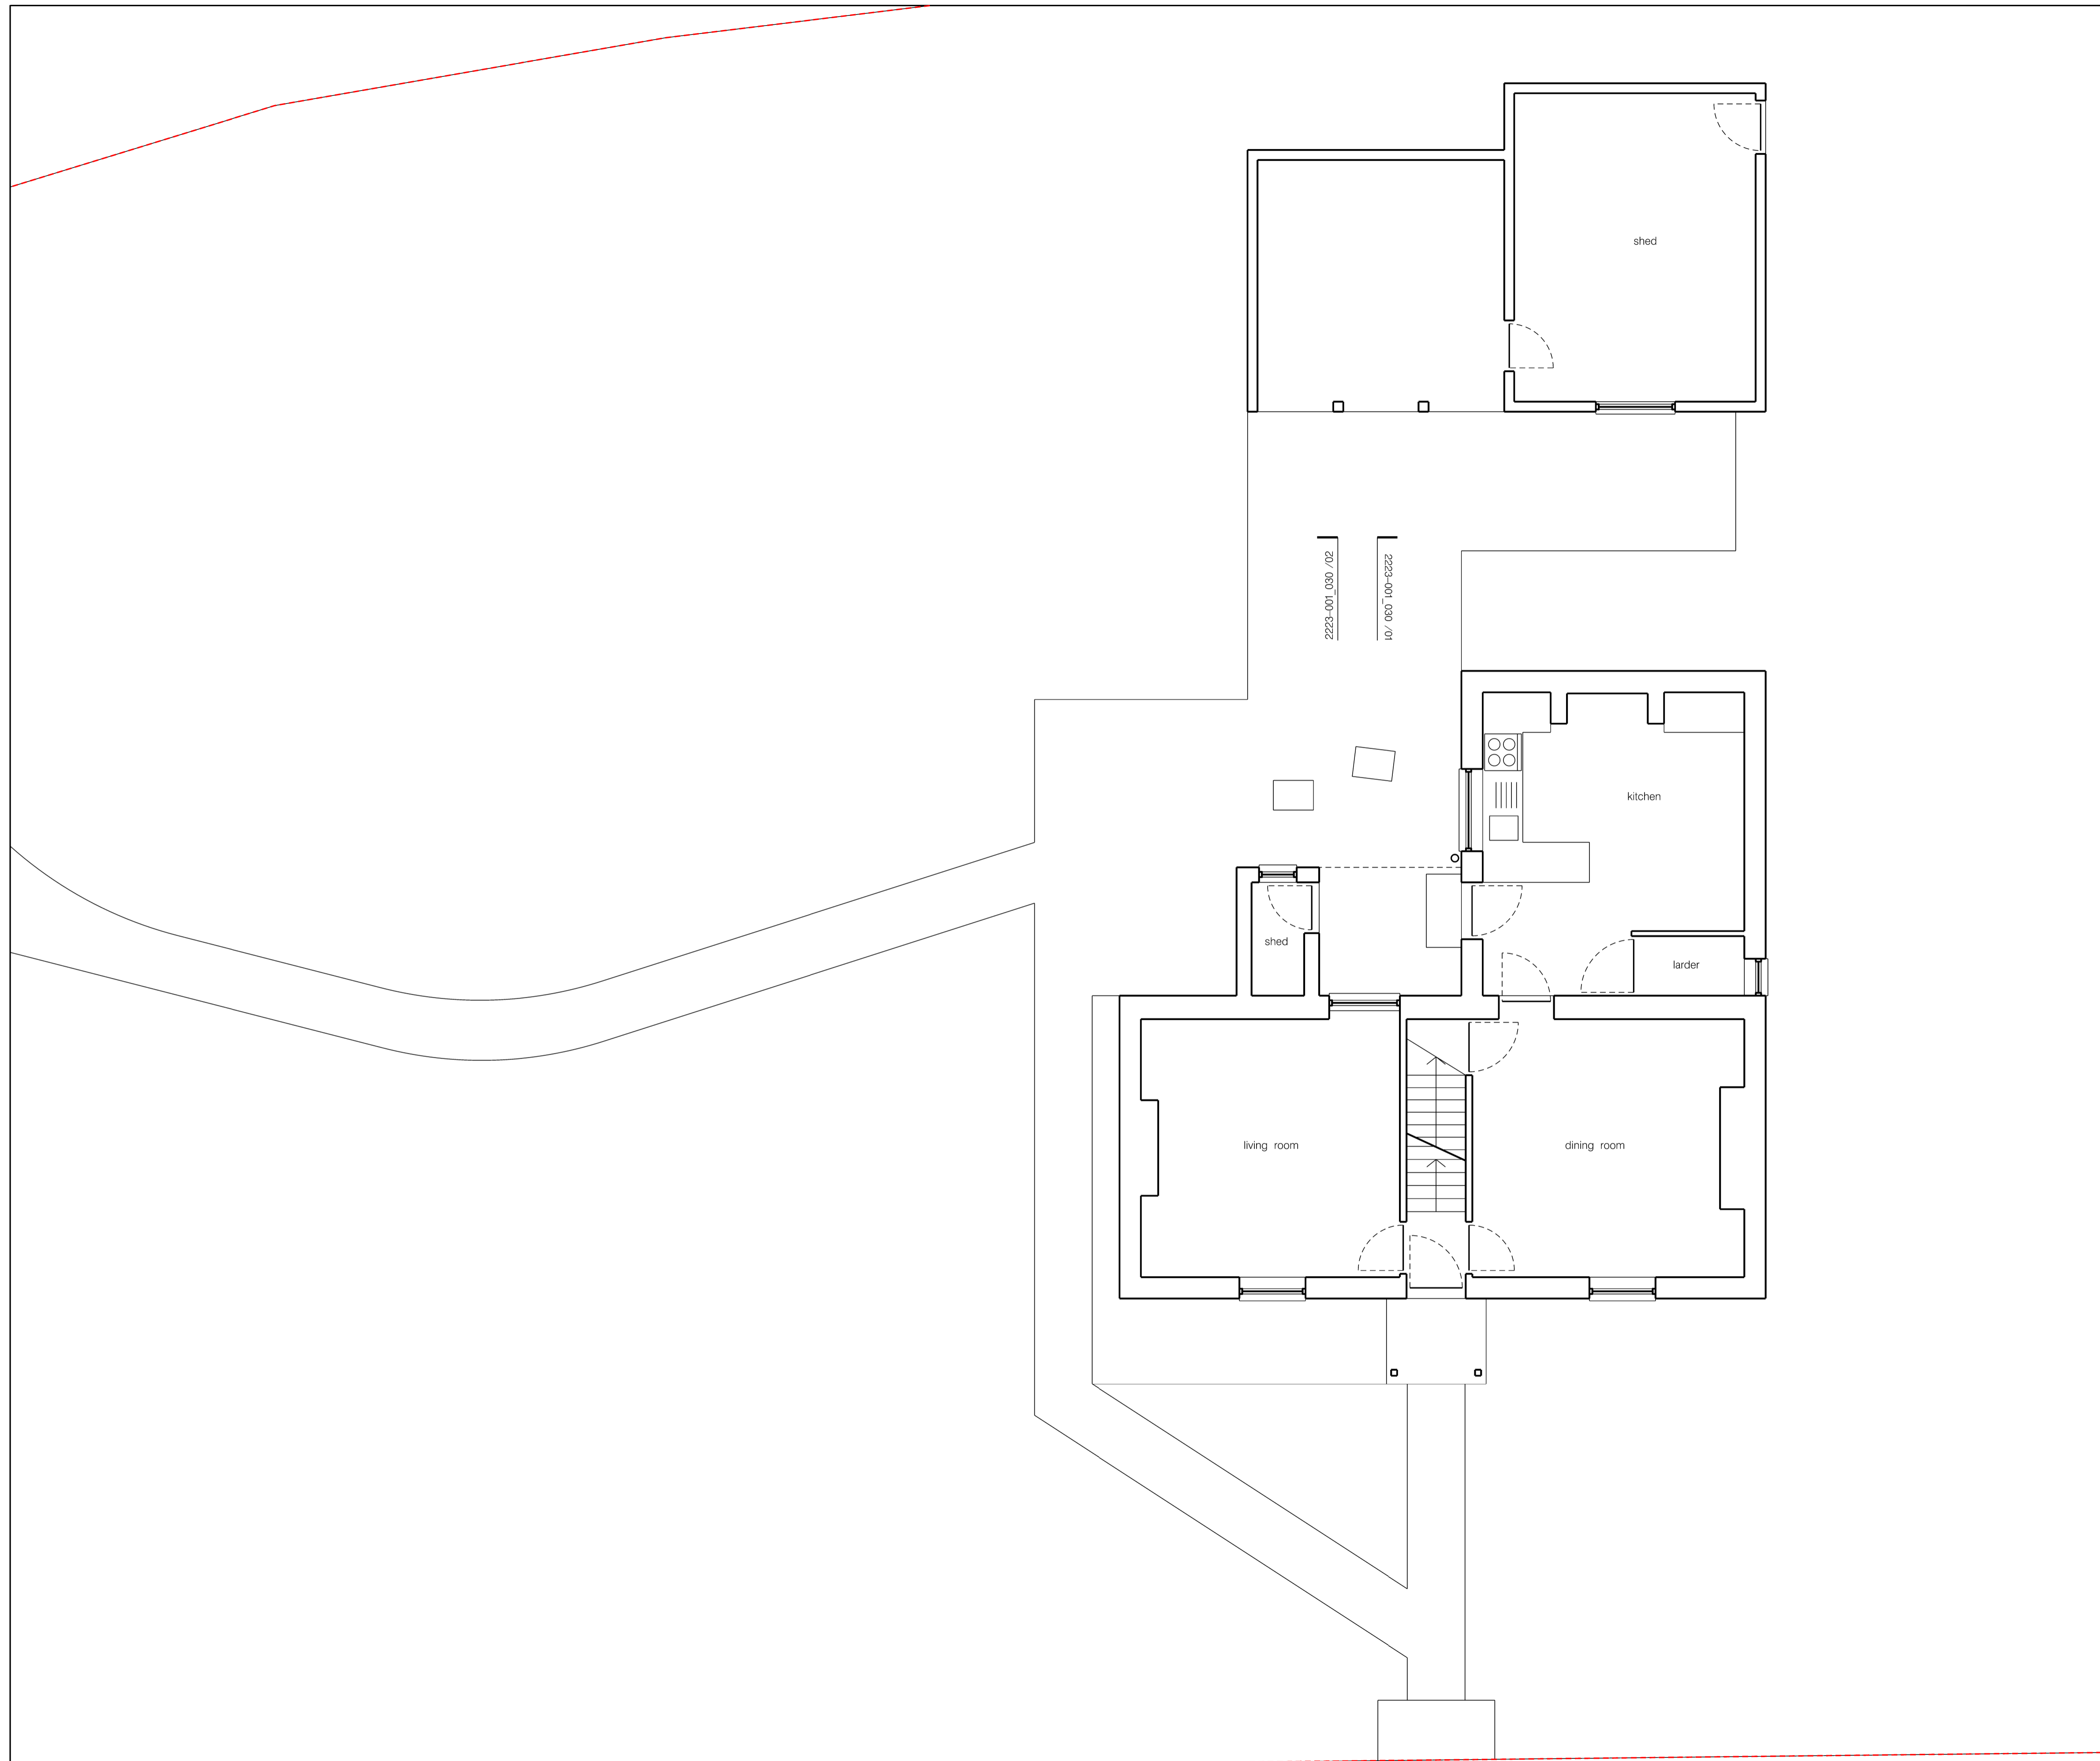 shed
2223-001_030 /02
2223-001_030 /01
kitchen
shed
larder
living room
dining room